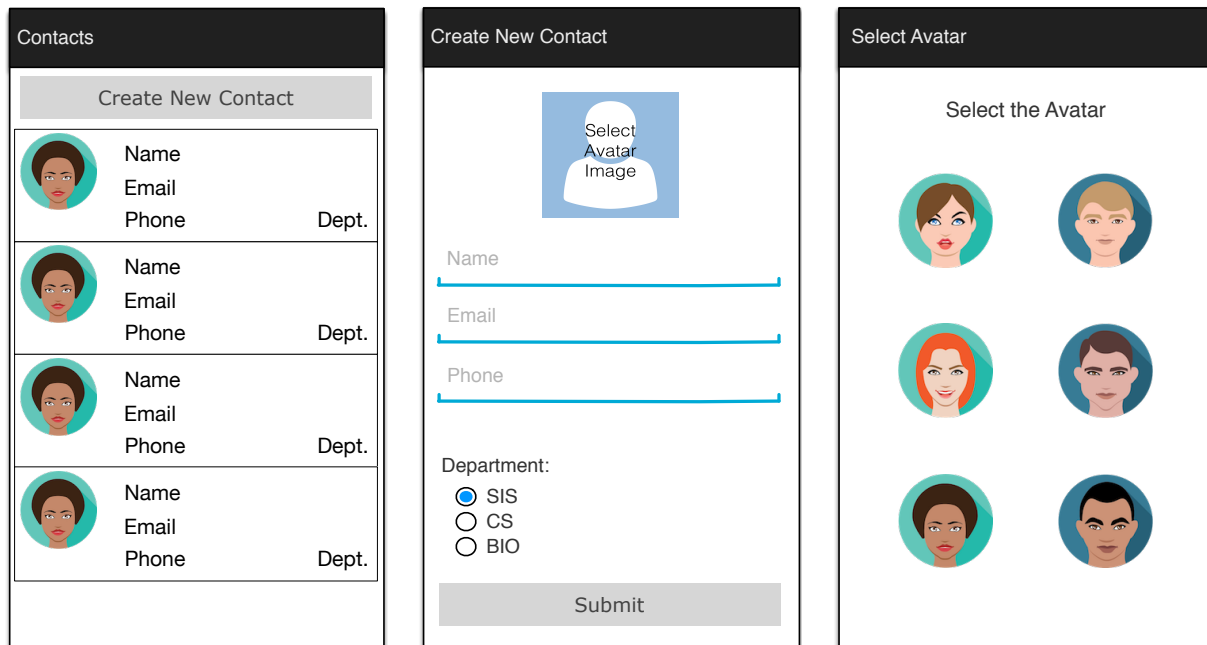 Contacts
Create New Contact
Name
Email
Phone Dept.
Name
Email
Phone Dept.
Name
Email
Phone Dept.
Name
Email
Phone Dept.
Create New Contact
Select
Avatar
Image
Name
Email
Phone
Department:
SIS
CS
BIO
Submit
Select Avatar
Select the Avatar